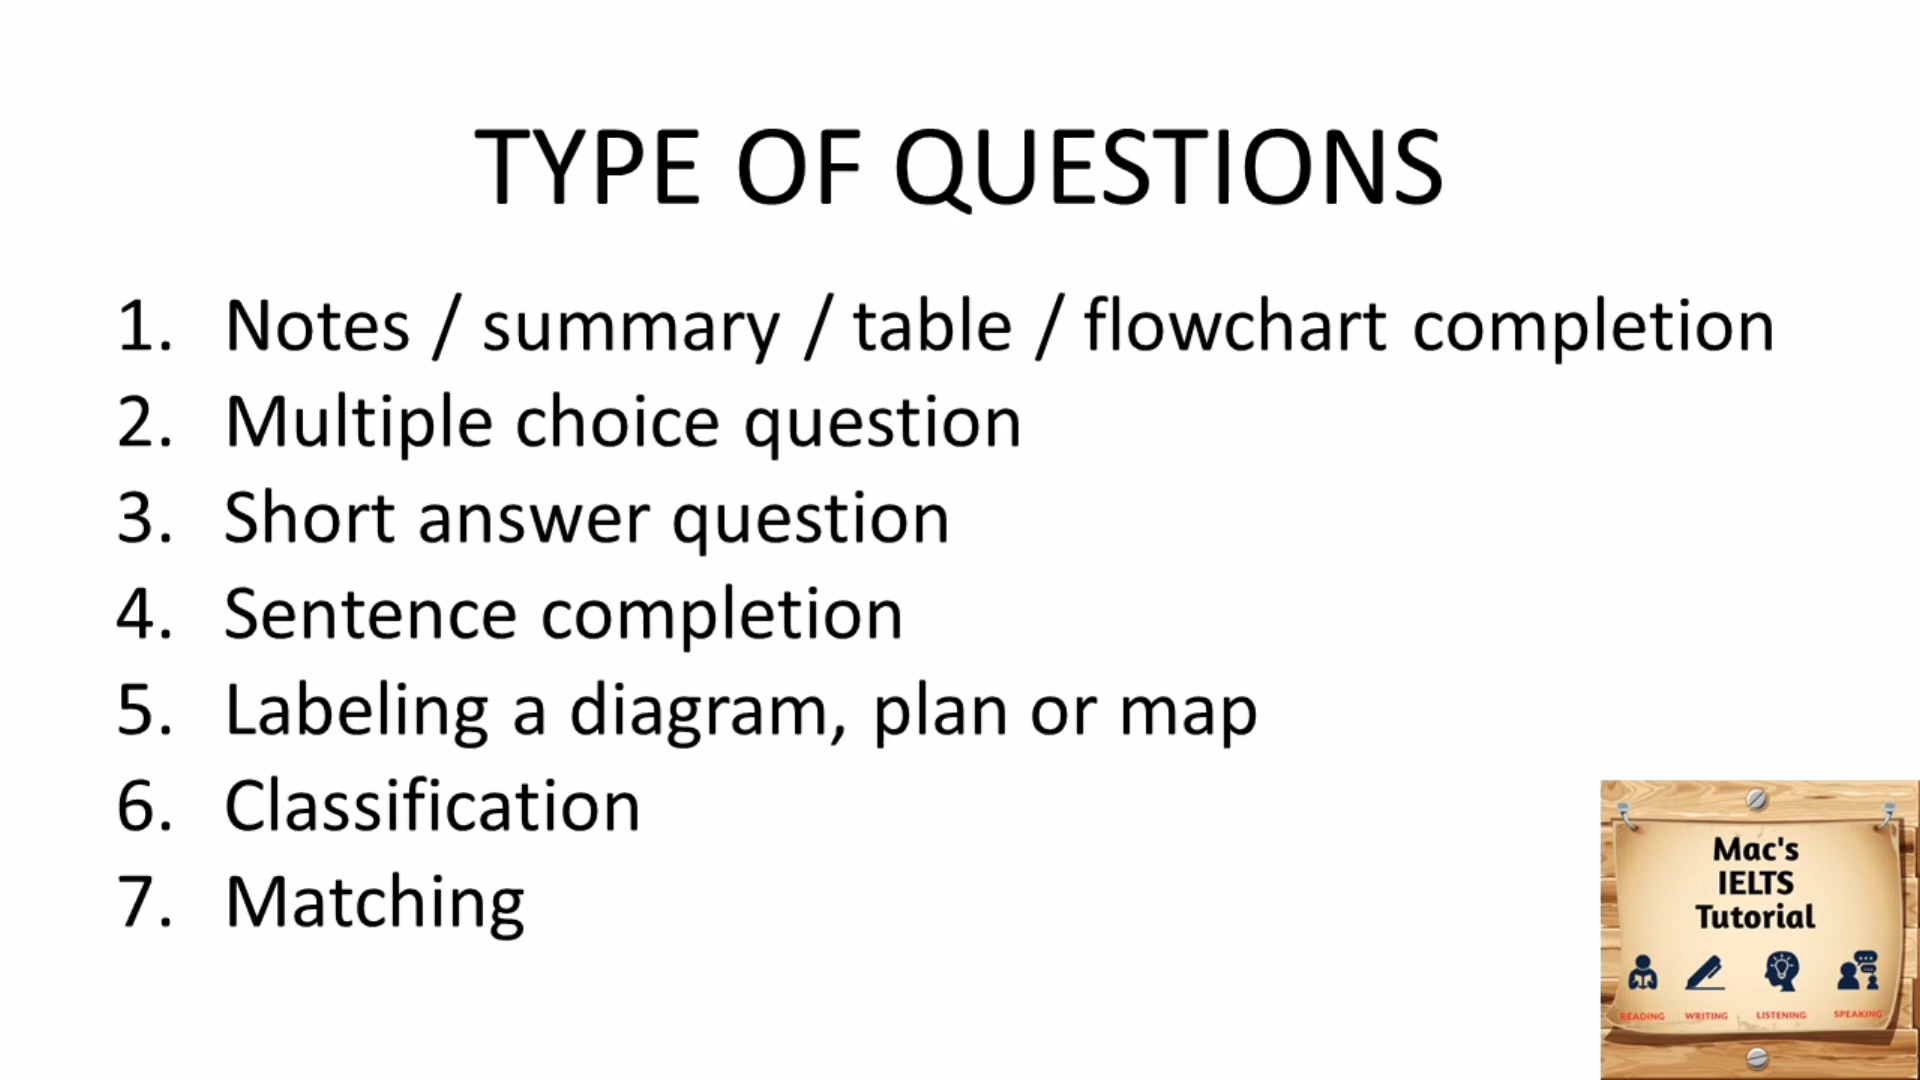 TYPE OF QUESTIONS
1. Notes / summary / table / flowchart completion
2. Multiple choice question
3. Short answer question
4. Sentence completion
5. Labeling a diagram, plan or map
6. Classification
7. Matching
Mac's
IELTS
Tutorial
READING WRITING LISTENING SPEAKING